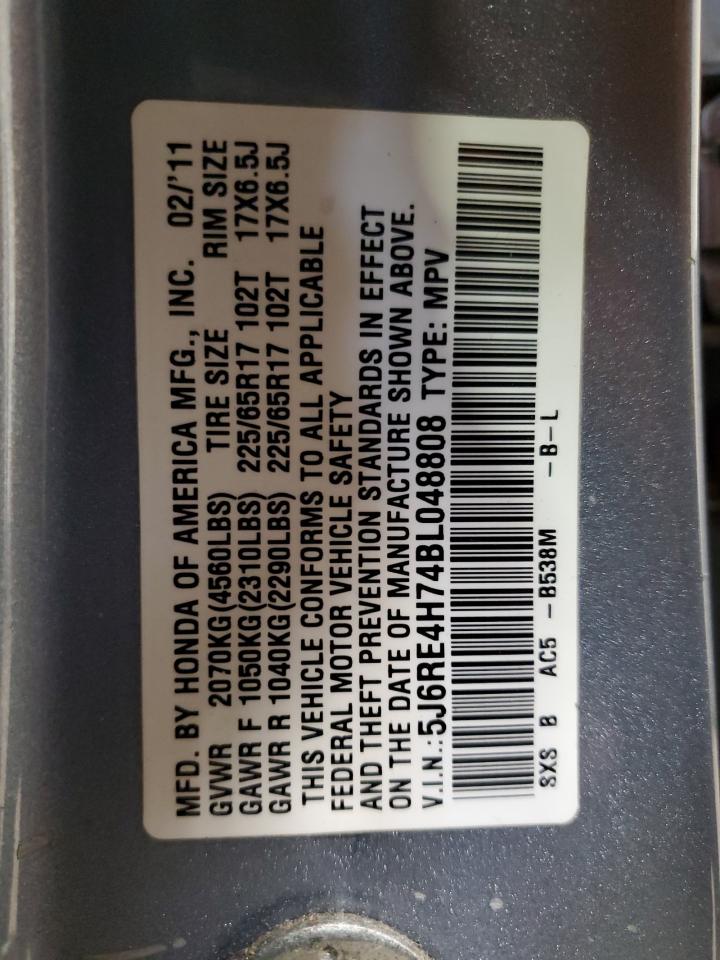 MFD. BY HONDA OF AMERICA MFG., INC. 02/'11
GVWR 2070KG(4560LBS) TIRE SIZE RIM SIZE
GAWR F 1050KG(2310LBS) 225/65R17 102T 17X6.5J
GAWR R 1040KG(2290LBS) 225/65R17 102T 17X6.5J
THIS VEHICLE CONFORMS TO ALL APPLICABLE
FEDERAL MOTOR VEHICLE SAFETY
AND THEFT PREVENTION STANDARDS IN EFFECT
ON THE DATE OF MANUFACTURE SHOWN ABOVE.
V.I.N.:5J6RE4H74BL048808 TYPE: MPV
SXS B AC5 -B538M -B-L